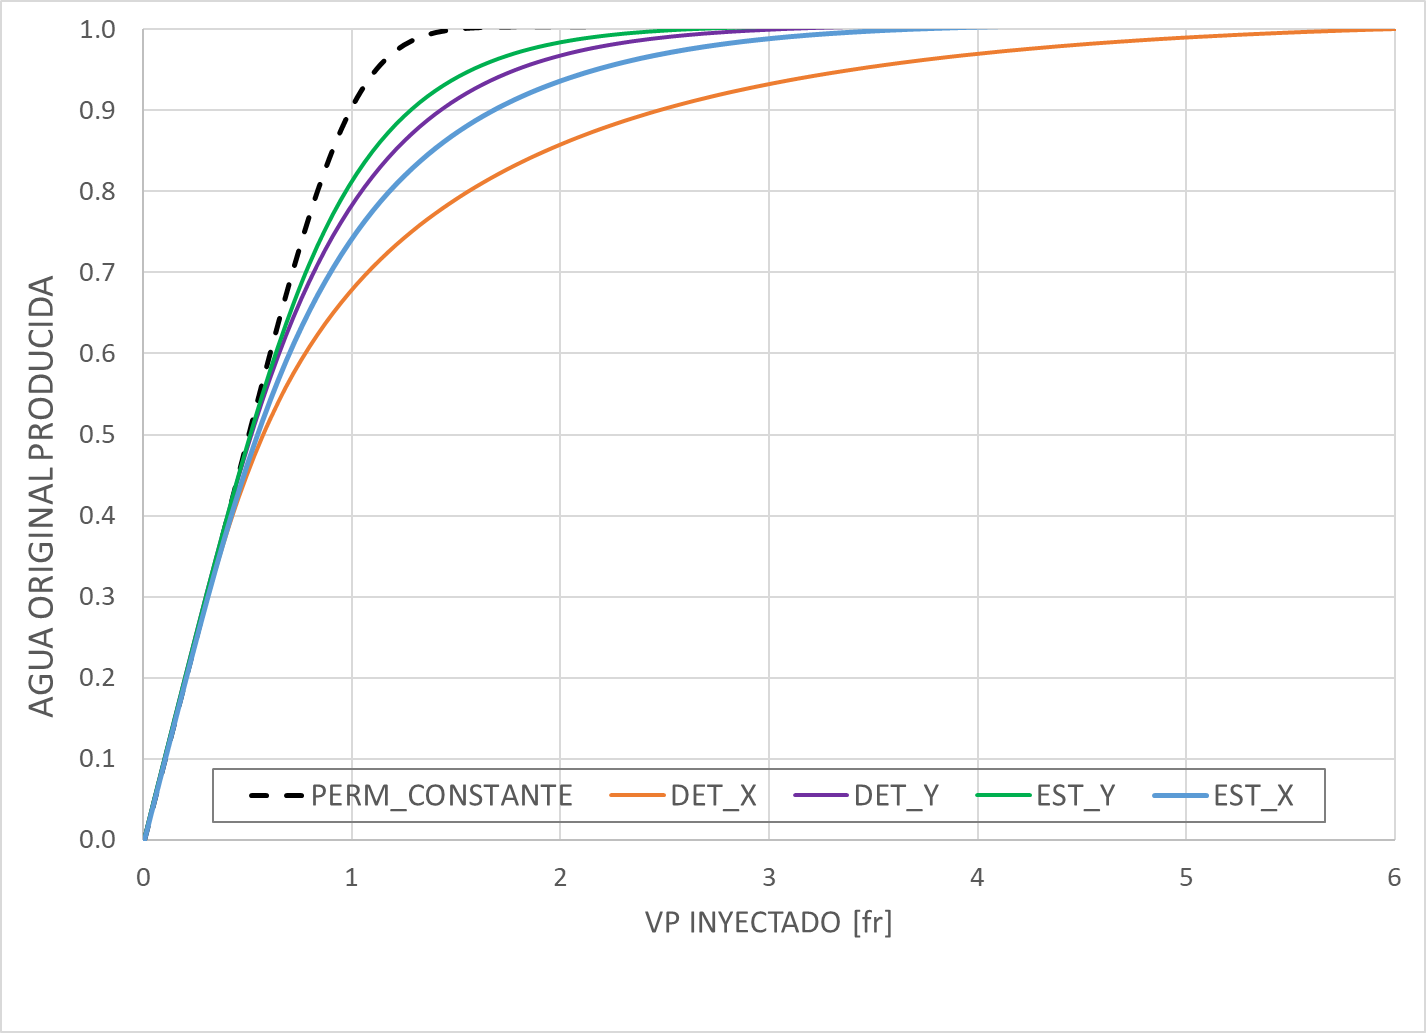 1.0
0.9
0.8
0.7
0.6
0.5
0.4
0.3
0.2
0.1
0.0
AGUA ORIGINAL PRODUCIDA
PERM_CONSTANTE DET_X DET_Y EST_Y EST_X
0 1 2 3 4 5 6
VP INYECTADO [fr]